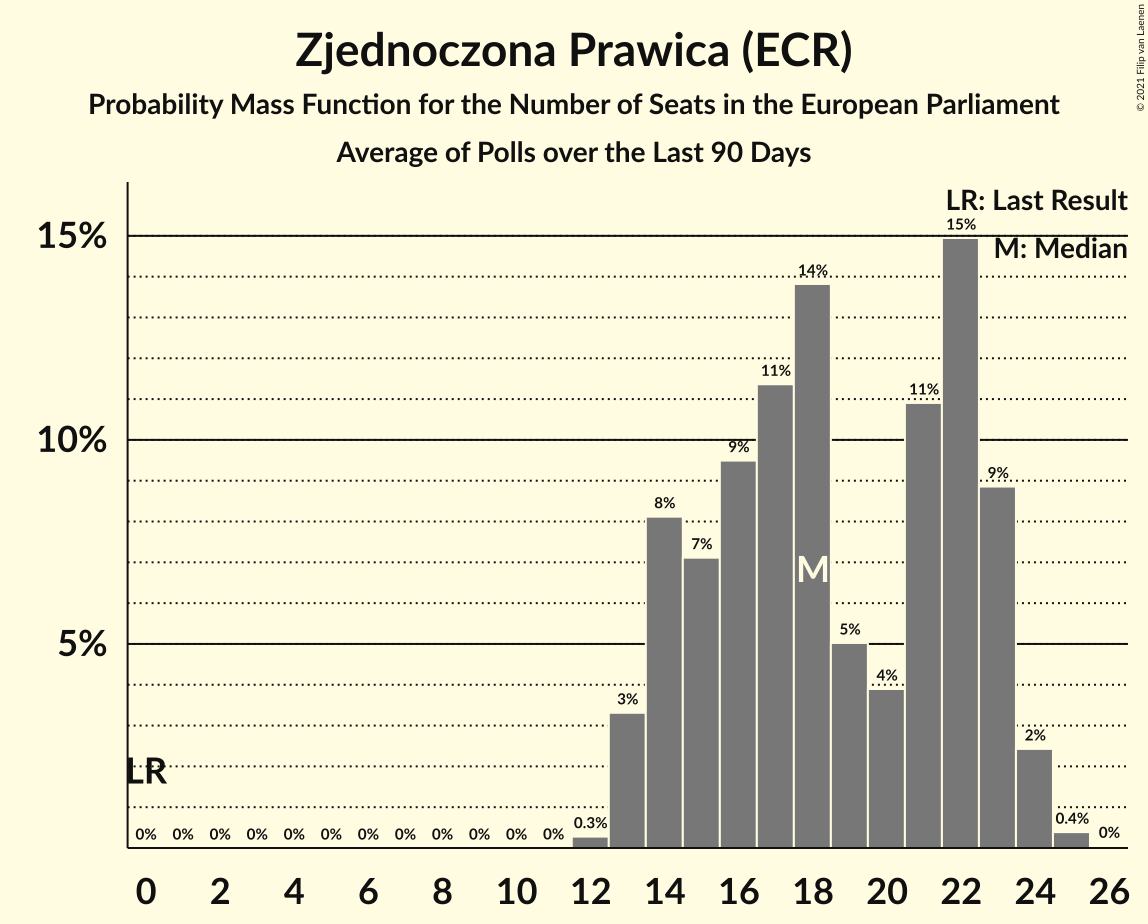 Zjednoczona Prawica (ECR)
Probability Mass Function for the Number of Seats in the European Parliament
Average of Polls over the Last 90 Days
© 2021 Filip van Laenen
LR: Last Result
M: Median
15%
10%
5%
0% 0% 0% 0% 0% 0% 0% 0% 0% 0% 0% 0% 0.3% 3% 8% 7% 9% 11% 14% 5% 4% 11% 15% 9% 2% 0.4% 0%
LR
M
0 2 4 6 8 10 12 14 16 18 20 22 24 26